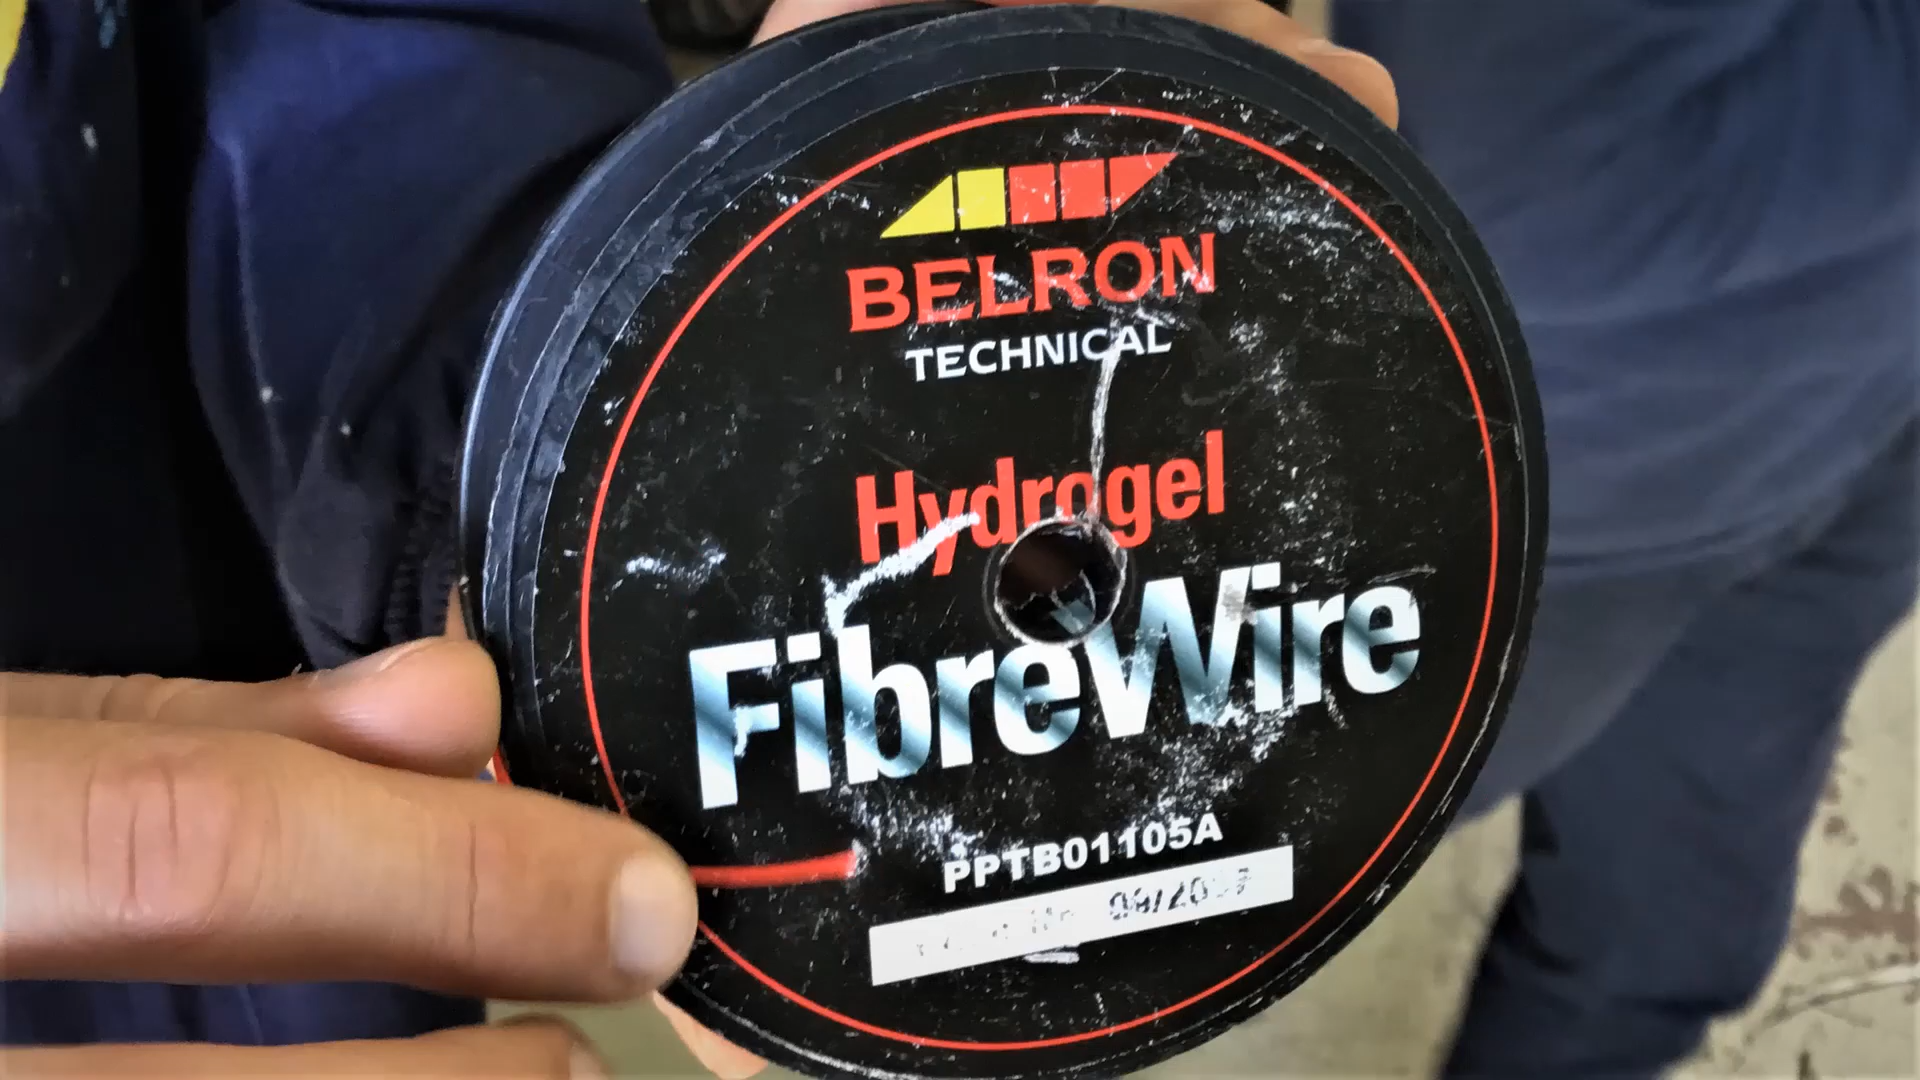 BELRON
TECHNICAL
Hydrogel
FibreWire
PPTB01105A